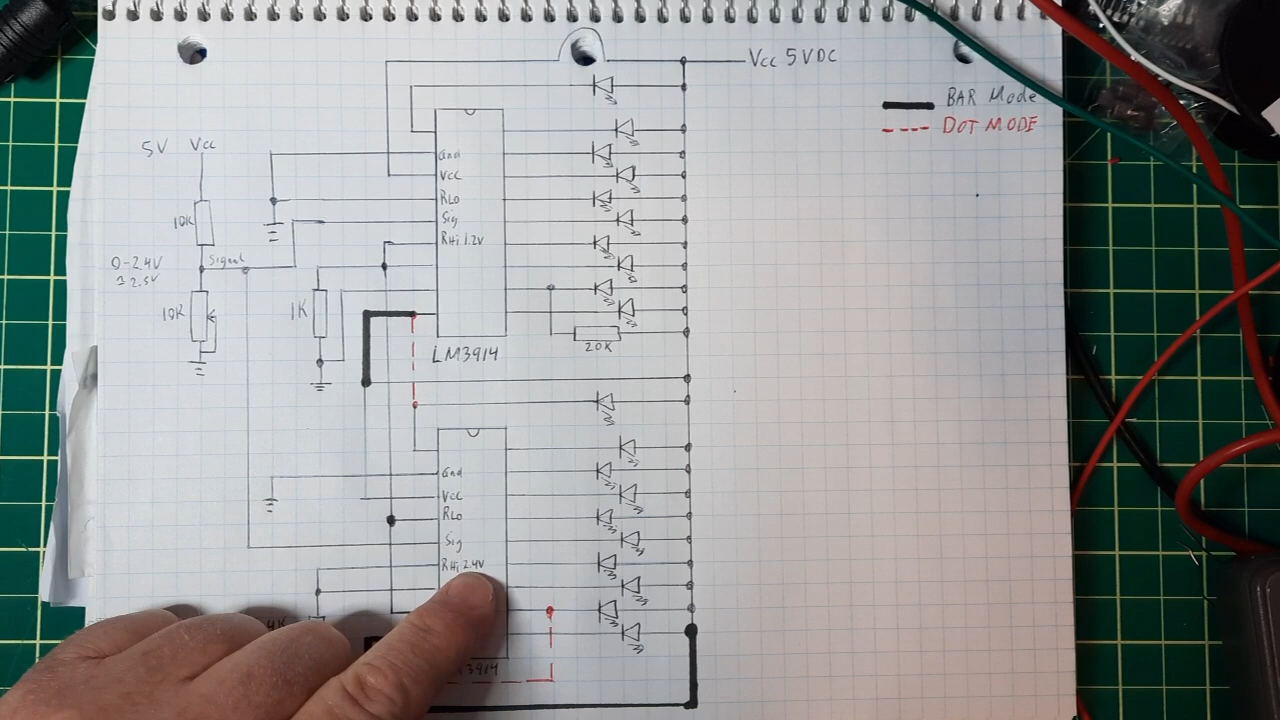 Vcc 5VDC
BAR Mode
DOT MODE
5V Vcc
Gnd
Vcc
RLo
10K
Sig
RHi 1.2V
0-2.4V
Signal
10K
1K
20K
LM3914
Gnd
Vcc
RLo
Sig
RHi 2.4V
3914